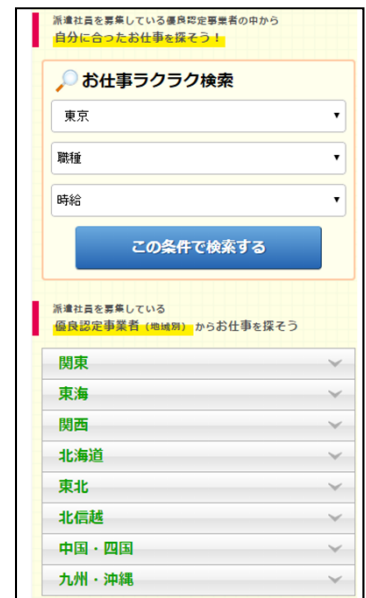 派遣社員を募集している優良認定事業者の中から
自分に合ったお仕事を探そう！
お仕事ラクラク検索
東京
職種
時給
この条件で検索する
派遣社員を募集している
優良認定事業者（地域別）からお仕事を探そう
関東
東海
関西
北海道
東北
北信越
中国・四国
九州・沖縄